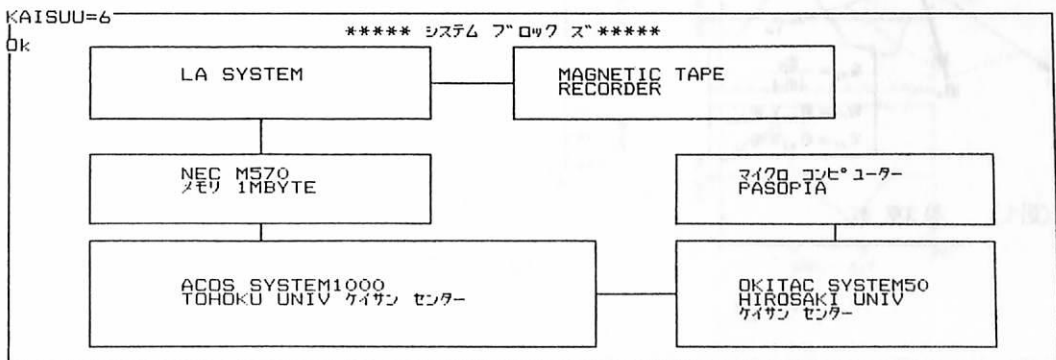 KAISUU=6
Ok
***** システム ブロック ズ *****
LA SYSTEM
MAGNETIC TAPE
RECORDER
NEC M570
メモリ 1MBYTE
マイクロ コンピューター
PASOPIA
ACOS SYSTEM1000
TOHOKU UNIV ケイサン センター
OKITAC SYSTEM50
HIROSAKI UNIV
ケイサン センター